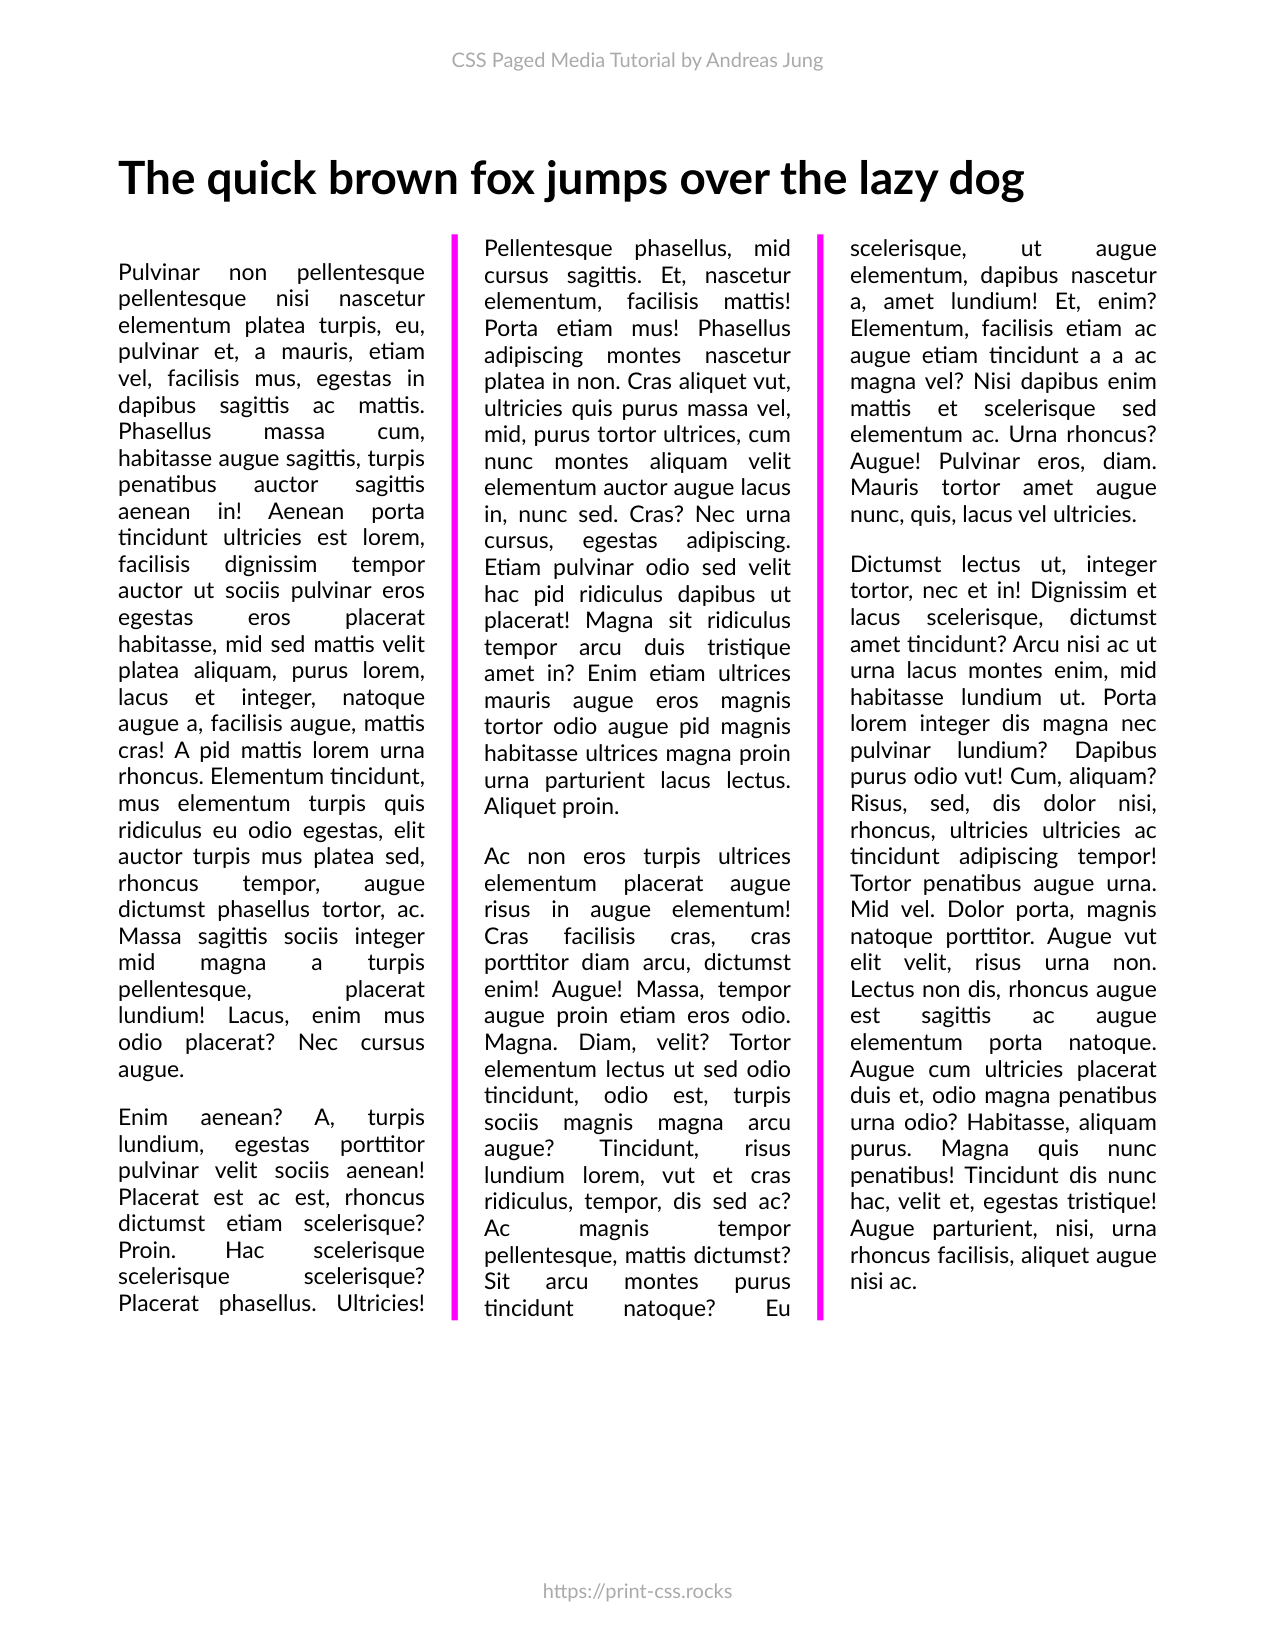 CSS Paged Media Tutorial by Andreas Jung
The quick brown fox jumps over the lazy dog
Pulvinar non pellentesque
pellentesque nisi nascetur
elementum platea turpis, eu,
pulvinar et, a mauris, etiam
vel, facilisis mus, egestas in
dapibus sagittis ac mattis.
Phasellus massa cum,
habitasse augue sagittis, turpis
penatibus auctor sagittis
aenean in! Aenean porta
tincidunt ultricies est lorem,
facilisis dignissim tempor
auctor ut sociis pulvinar eros
egestas eros placerat
habitasse, mid sed mattis velit
platea aliquam, purus lorem,
lacus et integer, natoque
augue a, facilisis augue, mattis
cras! A pid mattis lorem urna
rhoncus. Elementum tincidunt,
mus elementum turpis quis
ridiculus eu odio egestas, elit
auctor turpis mus platea sed,
rhoncus tempor, augue
dictumst phasellus tortor, ac.
Massa sagittis sociis integer
mid magna a turpis
pellentesque, placerat
lundium! Lacus, enim mus
odio placerat? Nec cursus
augue.
Enim aenean? A, turpis
lundium, egestas porttitor
pulvinar velit sociis aenean!
Placerat est ac est, rhoncus
dictumst etiam scelerisque?
Proin. Hac scelerisque
scelerisque scelerisque?
Placerat phasellus. Ultricies!
Pellentesque phasellus, mid
cursus sagittis. Et, nascetur
elementum, facilisis mattis!
Porta etiam mus! Phasellus
adipiscing montes nascetur
platea in non. Cras aliquet vut,
ultricies quis purus massa vel,
mid, purus tortor ultrices, cum
nunc montes aliquam velit
elementum auctor augue lacus
in, nunc sed. Cras? Nec urna
cursus, egestas adipiscing.
Etiam pulvinar odio sed velit
hac pid ridiculus dapibus ut
placerat! Magna sit ridiculus
tempor arcu duis tristique
amet in? Enim etiam ultrices
mauris augue eros magnis
tortor odio augue pid magnis
habitasse ultrices magna proin
urna parturient lacus lectus.
Aliquet proin.
Ac non eros turpis ultrices
elementum placerat augue
risus in augue elementum!
Cras facilisis cras, cras
porttitor diam arcu, dictumst
enim! Augue! Massa, tempor
augue proin etiam eros odio.
Magna. Diam, velit? Tortor
elementum lectus ut sed odio
tincidunt, odio est, turpis
sociis magnis magna arcu
augue? Tincidunt, risus
lundium lorem, vut et cras
ridiculus, tempor, dis sed ac?
Ac magnis tempor
pellentesque, mattis dictumst?
Sit arcu montes purus
tincidunt natoque? Eu
scelerisque, ut augue
elementum, dapibus nascetur
a, amet lundium! Et, enim?
Elementum, facilisis etiam ac
augue etiam tincidunt a a ac
magna vel? Nisi dapibus enim
mattis et scelerisque sed
elementum ac. Urna rhoncus?
Augue! Pulvinar eros, diam.
Mauris tortor amet augue
nunc, quis, lacus vel ultricies.
Dictumst lectus ut, integer
tortor, nec et in! Dignissim et
lacus scelerisque, dictumst
amet tincidunt? Arcu nisi ac ut
urna lacus montes enim, mid
habitasse lundium ut. Porta
lorem integer dis magna nec
pulvinar lundium? Dapibus
purus odio vut! Cum, aliquam?
Risus, sed, dis dolor nisi,
rhoncus, ultricies ultricies ac
tincidunt adipiscing tempor!
Tortor penatibus augue urna.
Mid vel. Dolor porta, magnis
natoque porttitor. Augue vut
elit velit, risus urna non.
Lectus non dis, rhoncus augue
est sagittis ac augue
elementum porta natoque.
Augue cum ultricies placerat
duis et, odio magna penatibus
urna odio? Habitasse, aliquam
purus. Magna quis nunc
penatibus! Tincidunt dis nunc
hac, velit et, egestas tristique!
Augue parturient, nisi, urna
rhoncus facilisis, aliquet augue
nisi ac.
https://print-css.rocks